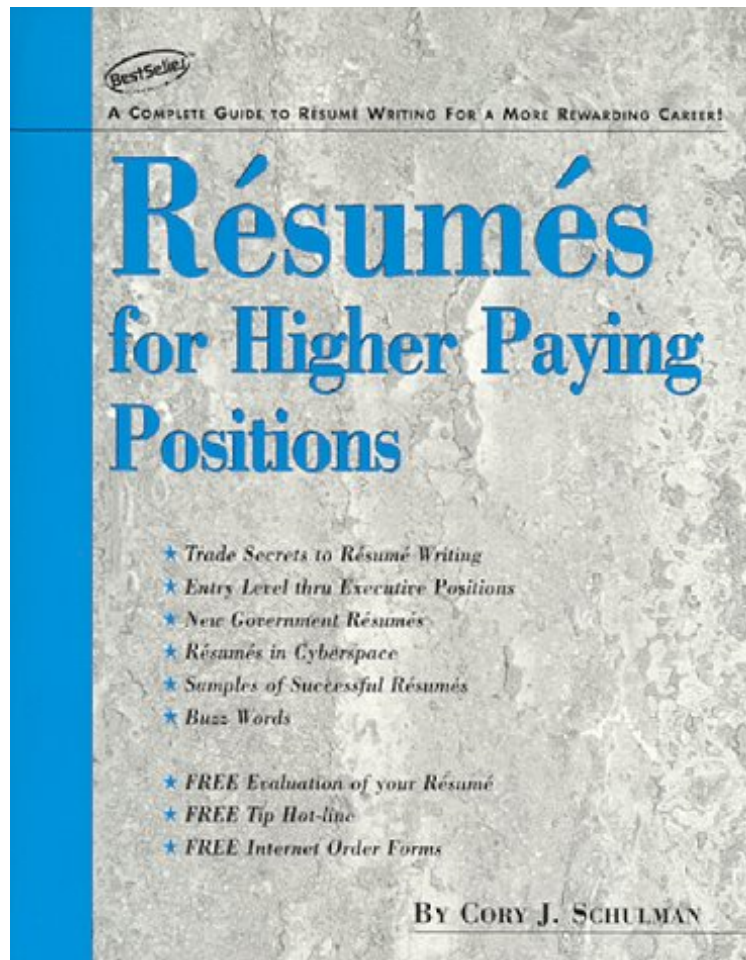 BestSeller
A Complete Guide to Résumé Writing For a More Rewarding Career!
Résumés
for Higher Paying
Positions
★ Trade Secrets to Résumé Writing
★ Entry Level thru Executive Positions
★ New Government Résumés
★ Résumés in Cyberspace
★ Samples of Successful Résumés
★ Buzz Words
★ FREE Evaluation of your Résumé
★ FREE Tip Hot-line
★ FREE Internet Order Forms
By Cory J. Schulman